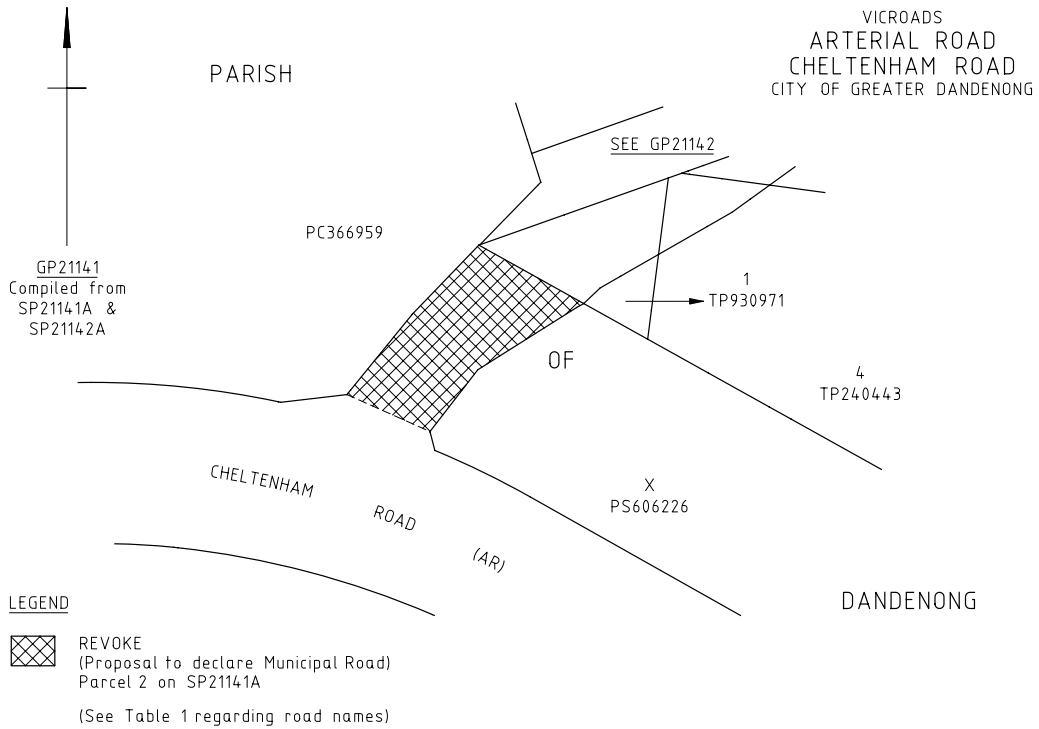 VICROADS
ARTERIAL ROAD
CHELTENHAM ROAD
CITY OF GREATER DANDENONG
PARISH
SEE GP21142
PC366959
GP21141
Compiled from
SP21141A &
SP21142A
1
TP930971
OF
4
TP240443
CHELTENHAM ROAD (AR)
X
PS606226
DANDENONG
LEGEND
REVOKE
(Proposal to declare Municipal Road)
Parcel 2 on SP21141A
(See Table 1 regarding road names)